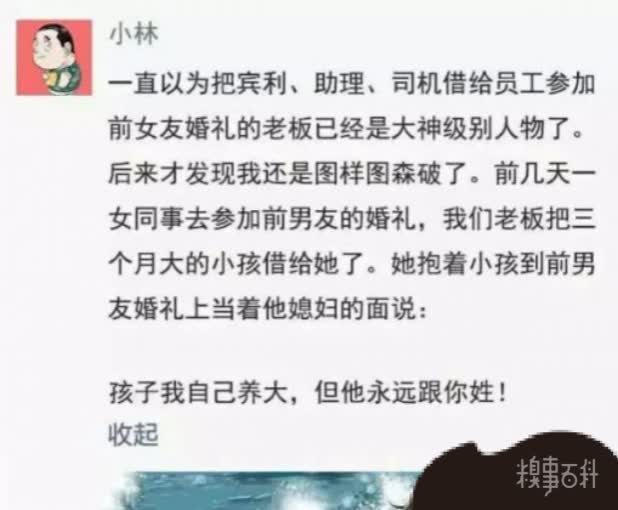 小林
一直以为把宾利、助理、司机借给员工参加
前女友婚礼的老板已经是大神级别人物了。
后来才发现我还是图样图森破了。前几天一
女同事去参加前男友的婚礼，我们老板把三
个月大的小孩借给她了。她抱着小孩到前男
友婚礼上当着他媳妇的面说：
孩子我自己养大，但他永远跟你姓！
收起
糗事百科